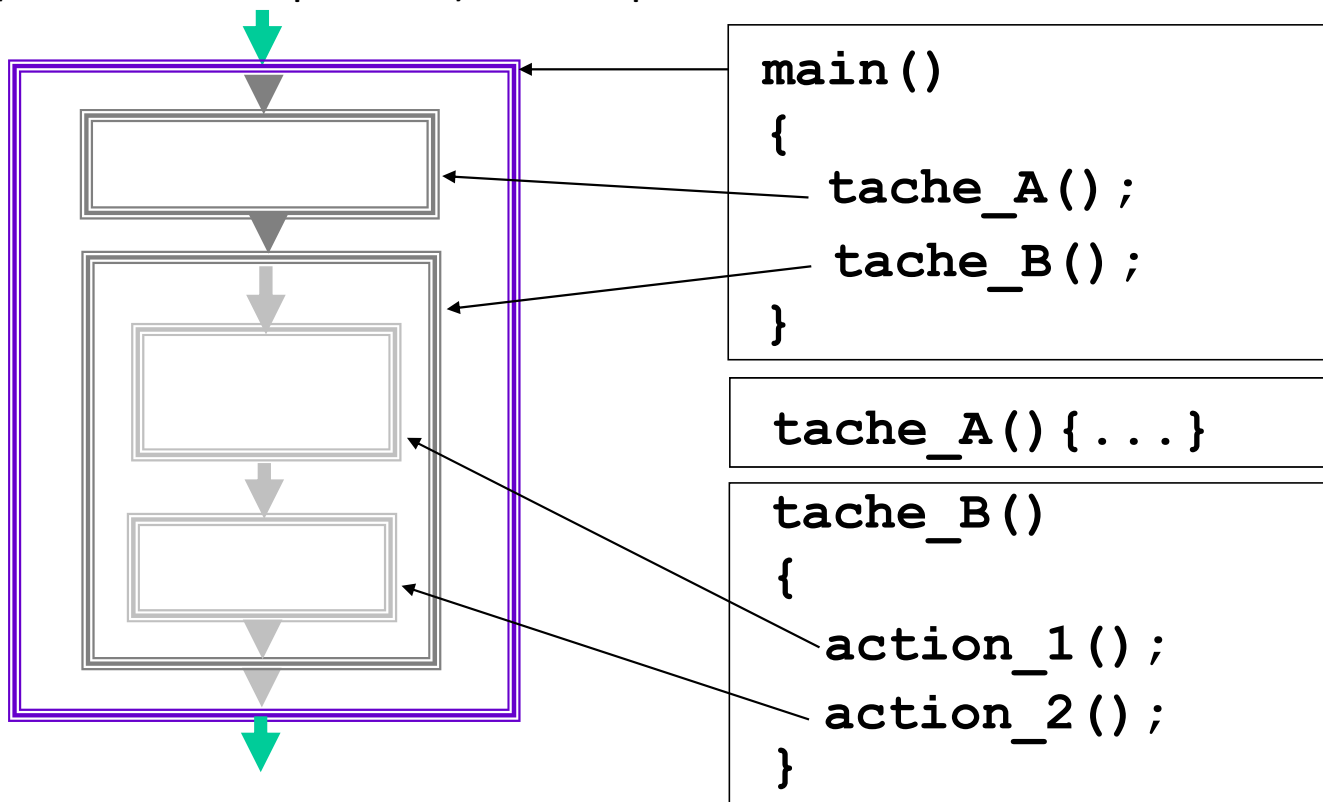 main()
{
tache_A();
tache_B();
}
tache_A(){...}
tache_B()
{
action_1();
action_2();
}